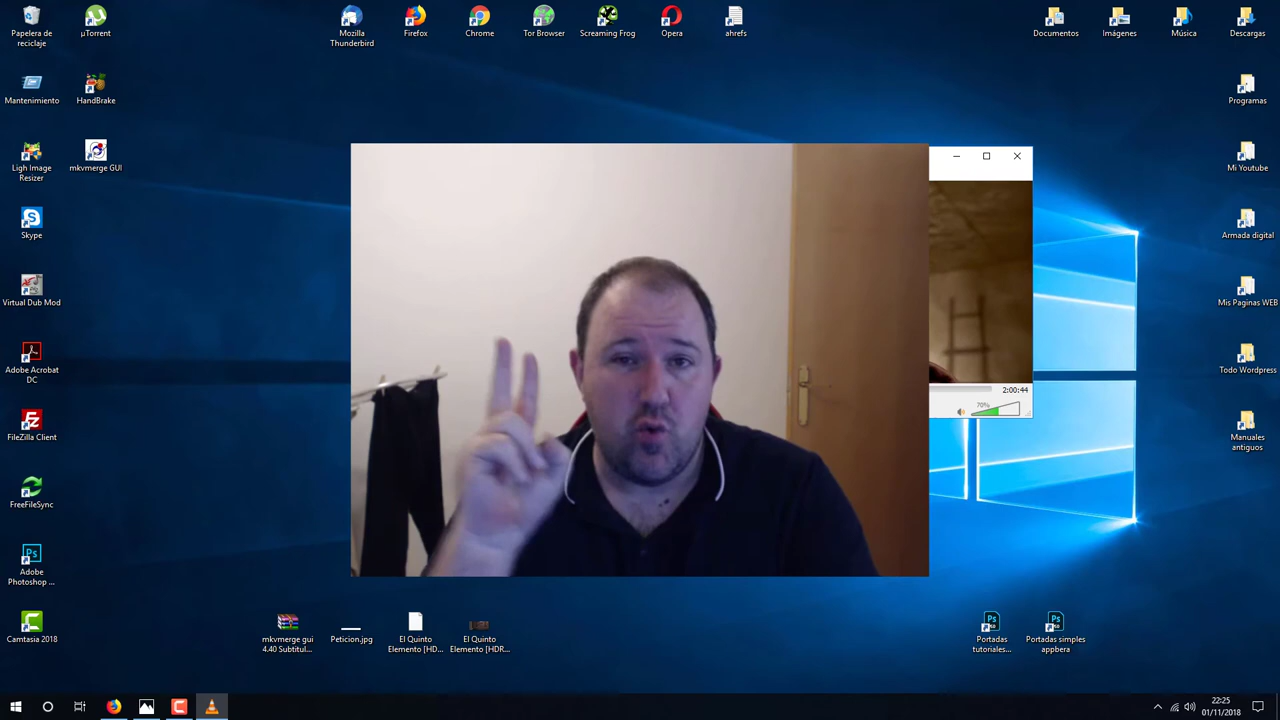 Papelera de
reciclaje
µTorrent
Mozilla
Thunderbird
Firefox
Chrome
Tor Browser
Screaming Frog
Opera
ahrefs
Documentos
Imágenes
Música
Descargas
Mantenimiento
HandBrake
Programas
Ligh Image
Resizer
mkvmerge GUI
Mi Youtube
Skype
Armada digital
Virtual Dub Mod
Mis Paginas WEB
Adobe Acrobat
DC
Todo Wordpress
2:00:44
70%
FileZilla Client
Manuales
antiguos
FreeFileSync
Adobe
Photoshop ...
Camtasia 2018
mkvmerge gui
4.40 Subtitul...
Peticion.jpg
El Quinto
Elemento [HD...
El Quinto
Elemento [HDR...
Portadas
tutoriales...
Portadas simples
appbera
22:25
01/11/2018